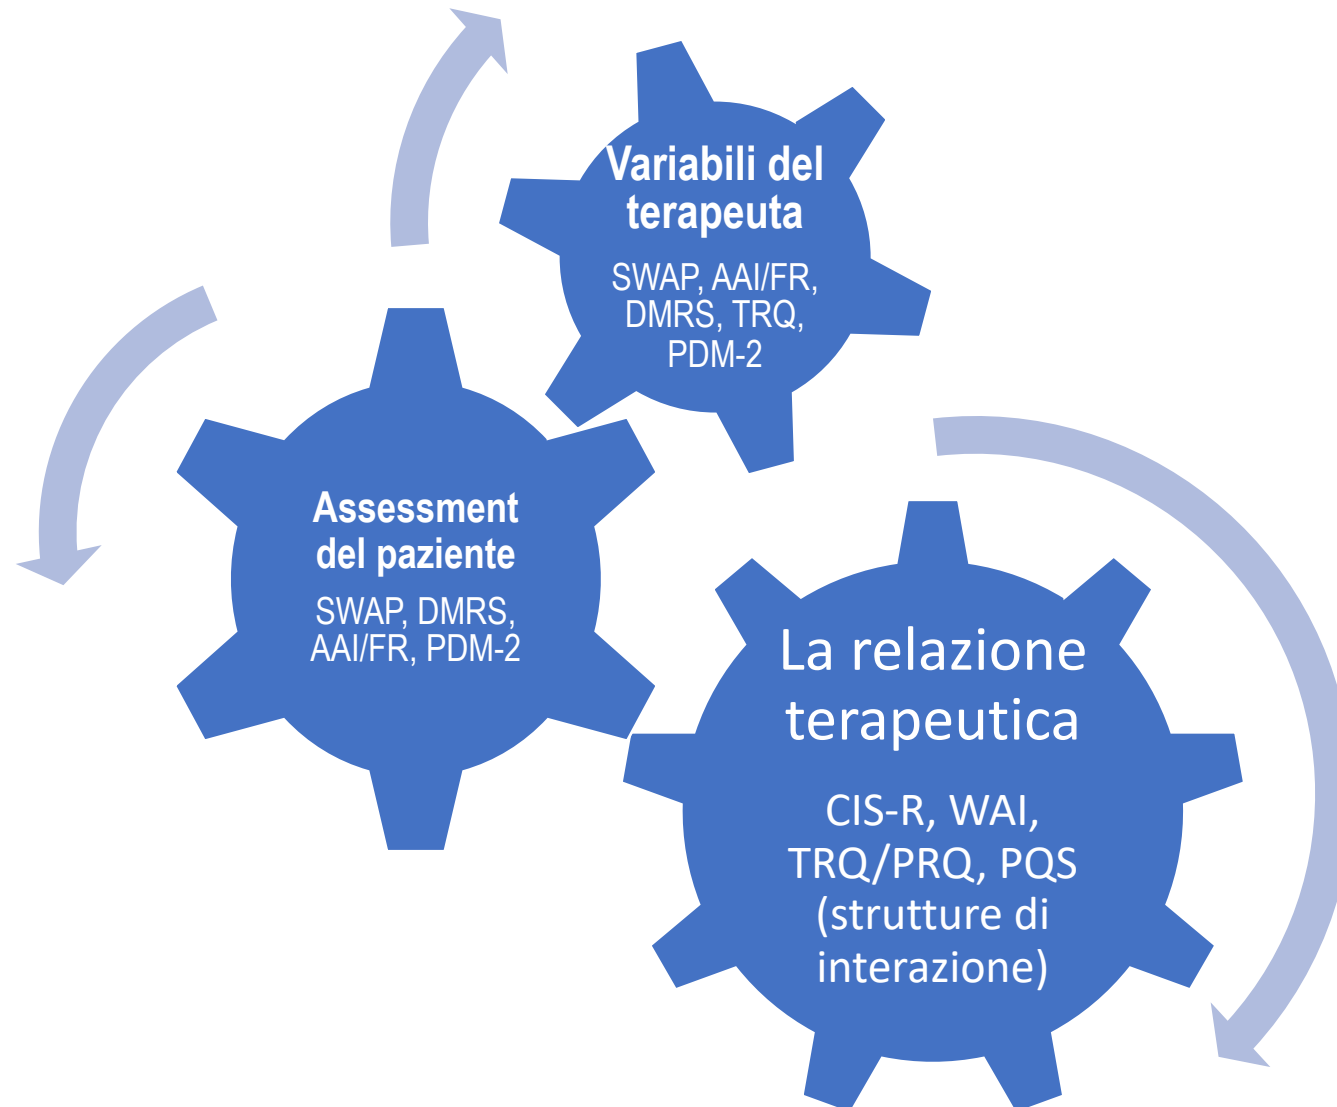 Variabili del
terapeuta
SWAP, AAI/FR,
DMRS, TRQ,
PDM-2
Assessment
del paziente
SWAP, DMRS,
AAI/FR, PDM-2
La relazione
terapeutica
CIS-R, WAI,
TRQ/PRQ, PQS
(strutture di
interazione)